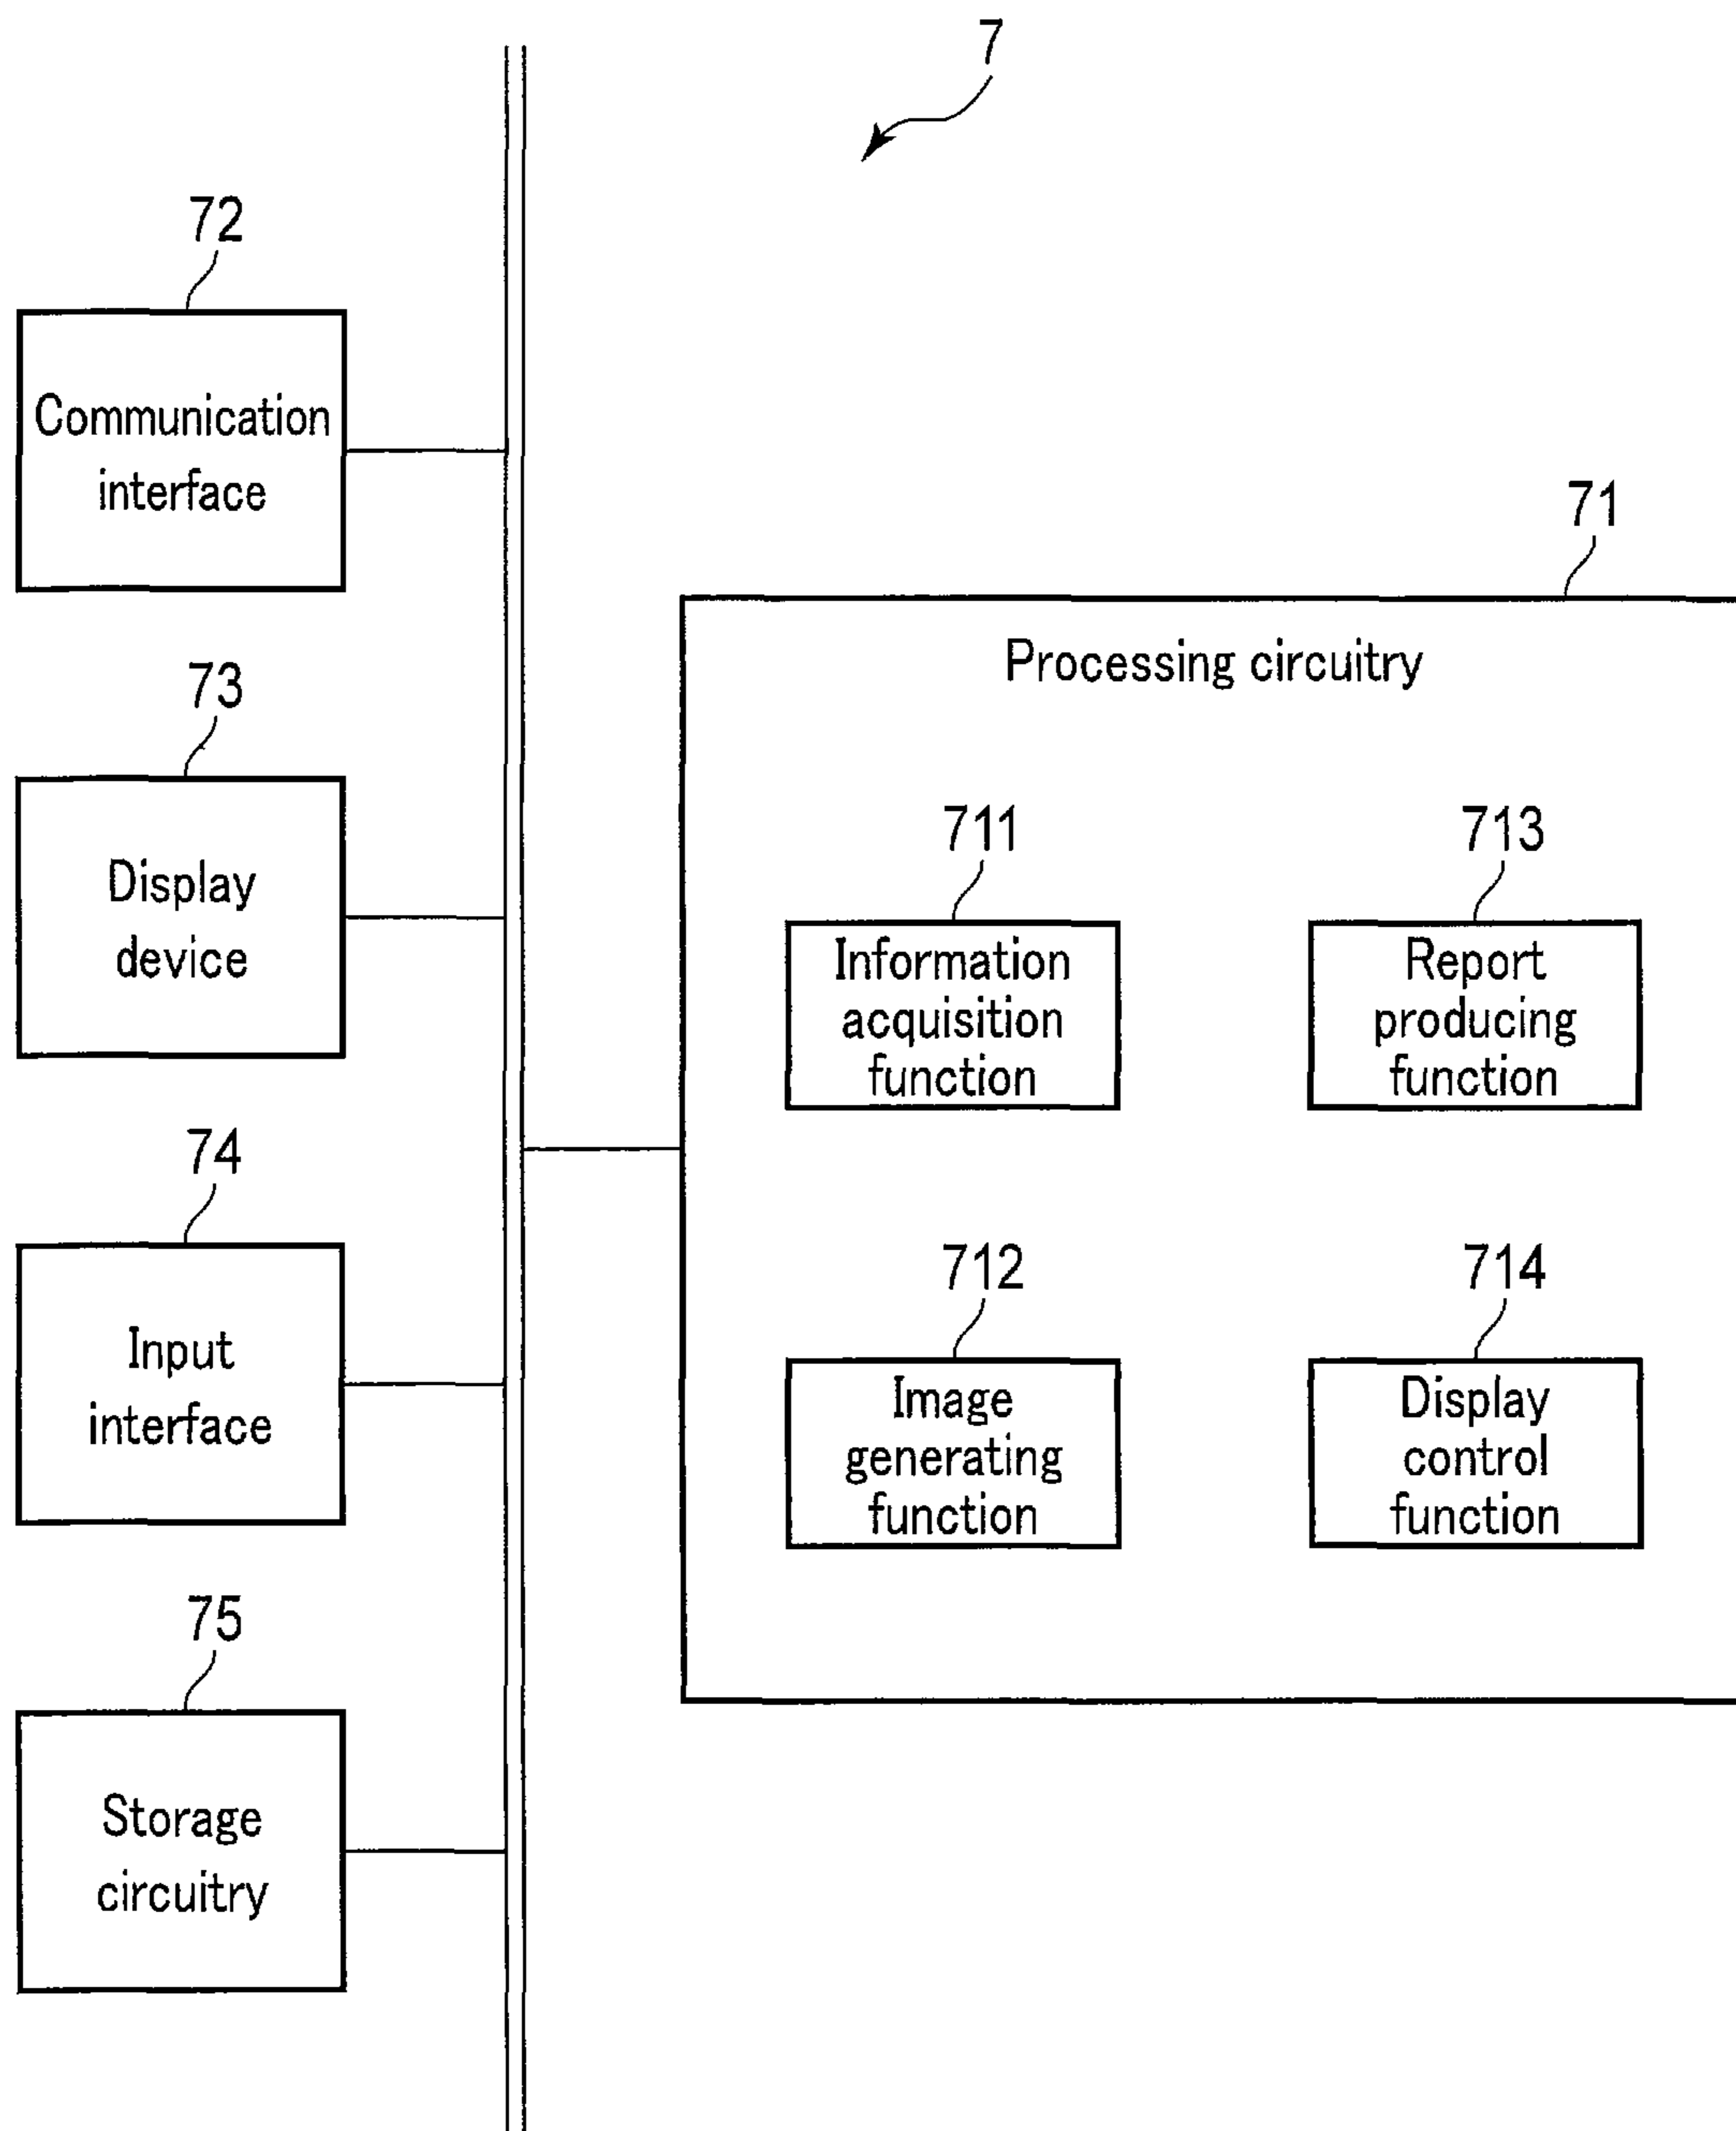 7
72
Communication
interface
73
Display
device
74
Input
interface
75
Storage
circuitry
71
Processing circuitry
711
Information
acquisition
function
713
Report
producing
function
712
Image
generating
function
714
Display
control
function